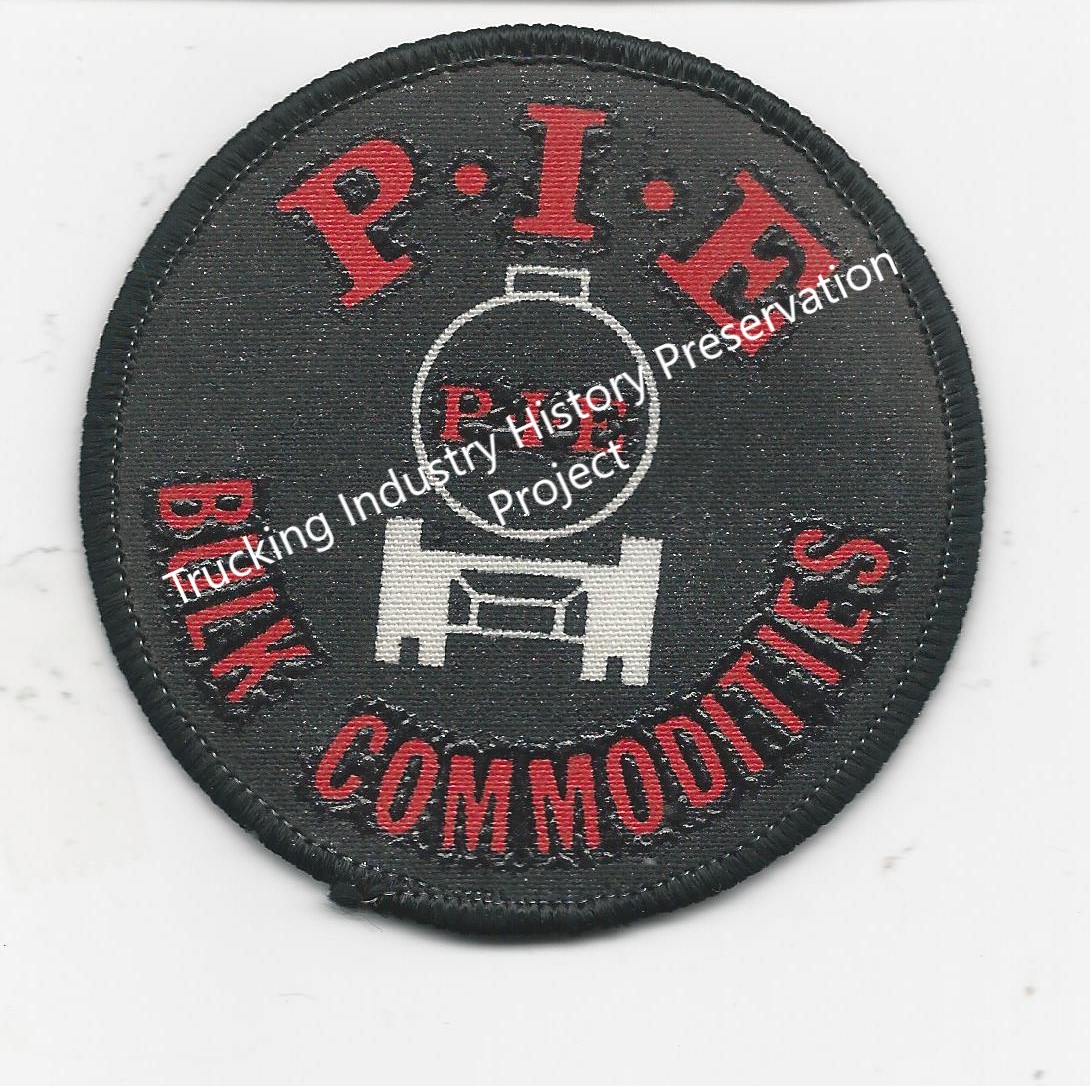 P·I·E
P I E
BULK COMMODITIES
Trucking Industry History Preservation
Project